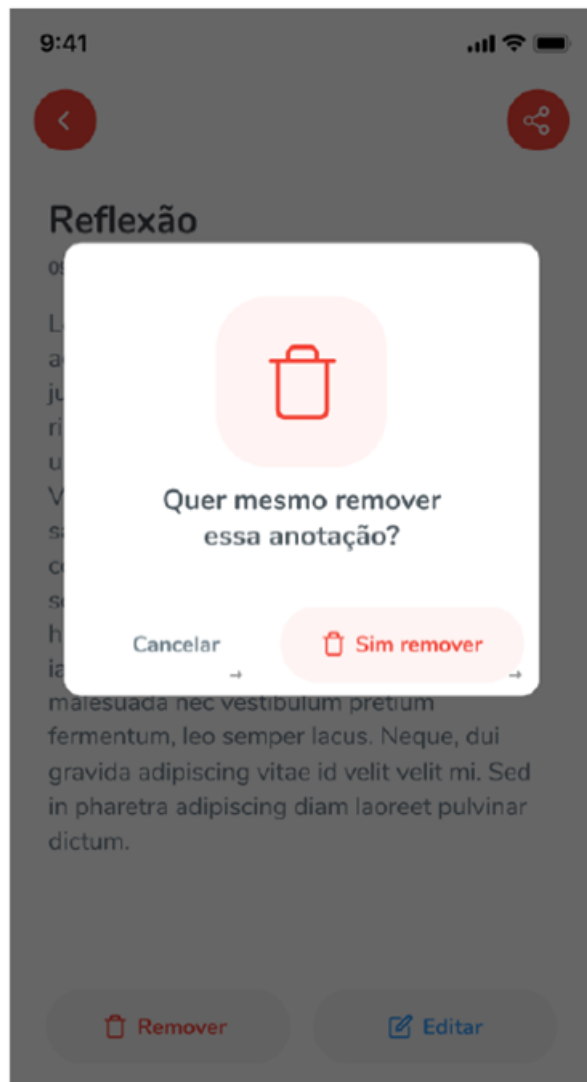 9:41
Reflexão
Quer mesmo remover
essa anotação?
Cancelar
Sim remover
malesuada nec vestibulum pretium
fermentum, leo semper lacus. Neque, dui
gravida adipiscing vitae id velit velit mi. Sed
in pharetra adipiscing diam laoreet pulvinar
dictum.
Remover
Editar